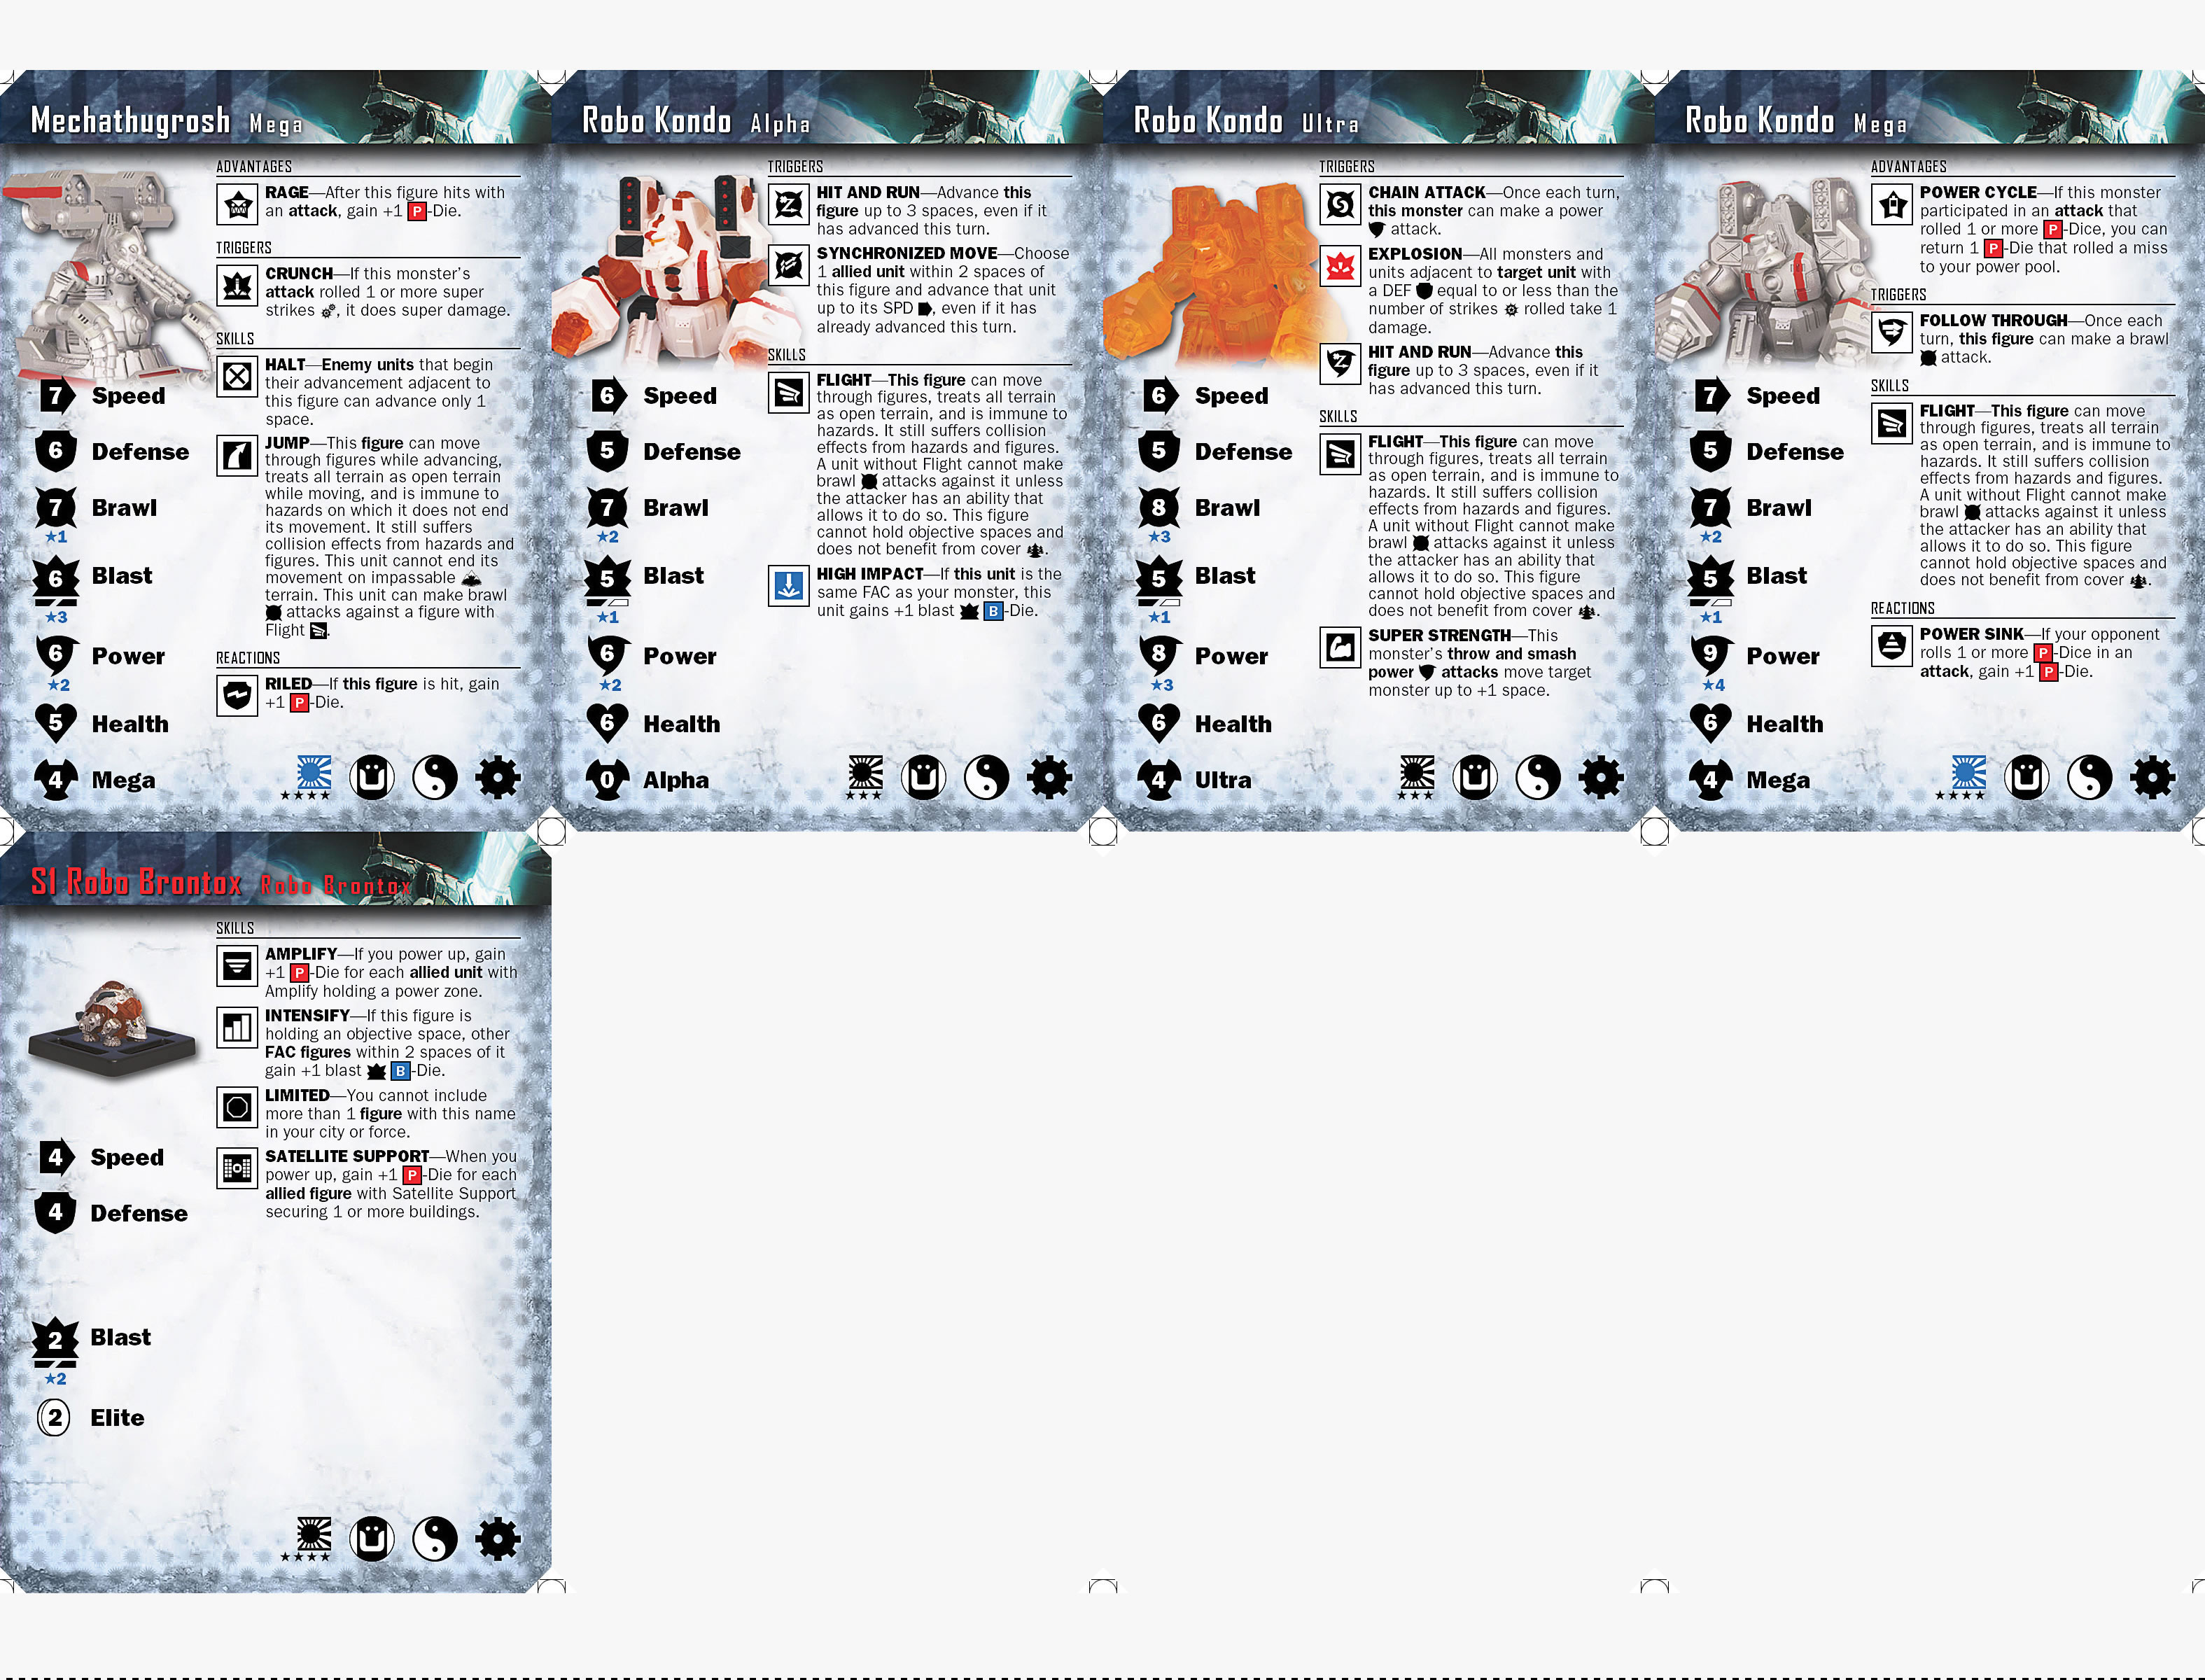 Mechathugrosh Mega
ADVANTAGES
RAGE—After this figure hits with
an attack, gain +1 P-Die.
TRIGGERS
CRUNCH—If this monster's
attack rolled 1 or more super
strikes, it does super damage.
SKILLS
HALT—Enemy units that begin
their advancement adjacent to
this figure can advance only 1
space.
JUMP—This figure can move
through figures while advancing,
treats all terrain as open terrain
while moving, and is immune to
hazards on which it does not end
its movement. It still suffers
collision effects from hazards and
figures. This unit cannot end its
movement on impassable
terrain. This unit can make brawl
attacks against a figure with
Flight.
REACTIONS
RILED—If this figure is hit, gain
+1 P-Die.
7 Speed
6 Defense
7 Brawl
★1
6 Blast
★3
6 Power
★2
5 Health
4 Mega
★★★★
Robo Kondo Alpha
TRIGGERS
HIT AND RUN—Advance this
figure up to 3 spaces, even if it
has advanced this turn.
SYNCHRONIZED MOVE—Choose
1 allied unit within 2 spaces of
this figure and advance that unit
up to its SPD, even if it has
already advanced this turn.
SKILLS
FLIGHT—This figure can move
through figures, treats all terrain
as open terrain, and is immune to
hazards. It still suffers collision
effects from hazards and figures.
A unit without Flight cannot make
brawl attacks against it unless
the attacker has an ability that
allows it to do so. This figure
cannot hold objective spaces and
does not benefit from cover.
HIGH IMPACT—If this unit is the
same FAC as your monster, this
unit gains +1 blast B-Die.
6 Speed
5 Defense
7 Brawl
★2
5 Blast
★1
6 Power
★2
6 Health
0 Alpha
★★★
Robo Kondo Ultra
TRIGGERS
CHAIN ATTACK—Once each turn,
this monster can make a power
attack.
EXPLOSION—All monsters and
units adjacent to target unit with
a DEF equal to or less than the
number of strikes rolled take 1
damage.
HIT AND RUN—Advance this
figure up to 3 spaces, even if it
has advanced this turn.
SKILLS
FLIGHT—This figure can move
through figures, treats all terrain
as open terrain, and is immune to
hazards. It still suffers collision
effects from hazards and figures.
A unit without Flight cannot make
brawl attacks against it unless
the attacker has an ability that
allows it to do so. This figure
cannot hold objective spaces and
does not benefit from cover.
SUPER STRENGTH—This
monster's throw and smash
power attacks move target
monster up to +1 space.
6 Speed
5 Defense
8 Brawl
★3
5 Blast
★1
8 Power
★3
6 Health
4 Ultra
★★★
Robo Kondo Mega
ADVANTAGES
POWER CYCLE—If this monster
participated in an attack that
rolled 1 or more P-Dice, you can
return 1 P-Die that rolled a miss
to your power pool.
TRIGGERS
FOLLOW THROUGH—Once each
turn, this figure can make a brawl
attack.
SKILLS
FLIGHT—This figure can move
through figures, treats all terrain
as open terrain, and is immune to
hazards. It still suffers collision
effects from hazards and figures.
A unit without Flight cannot make
brawl attacks against it unless
the attacker has an ability that
allows it to do so. This figure
cannot hold objective spaces and
does not benefit from cover.
REACTIONS
POWER SINK—If your opponent
rolls 1 or more P-Dice in an
attack, gain +1 P-Die.
7 Speed
5 Defense
7 Brawl
★2
5 Blast
★1
9 Power
★4
6 Health
4 Mega
★★★★
S1 Robo Brontox Robo Brontox
SKILLS
AMPLIFY—If you power up, gain
+1 P-Die for each allied unit with
Amplify holding a power zone.
INTENSIFY—If this figure is
holding an objective space, other
FAC figures within 2 spaces of it
gain +1 blast B-Die.
LIMITED—You cannot include
more than 1 figure with this name
in your city or force.
SATELLITE SUPPORT—When you
power up, gain +1 P-Die for each
allied figure with Satellite Support
securing 1 or more buildings.
4 Speed
4 Defense
2 Blast
★2
2 Elite
★★★★